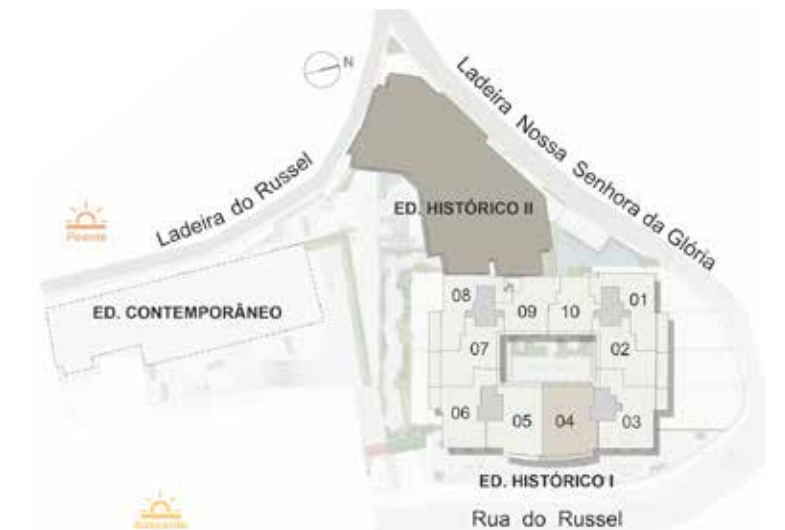 N
Ladeira Nossa Senhora da Glória
Ladeira do Russel
Poente
ED. HISTÓRICO II
ED. CONTEMPORÂNEO
08
09
10
01
07
02
06
05
04
03
ED. HISTÓRICO I
Rua do Russel
Nascente